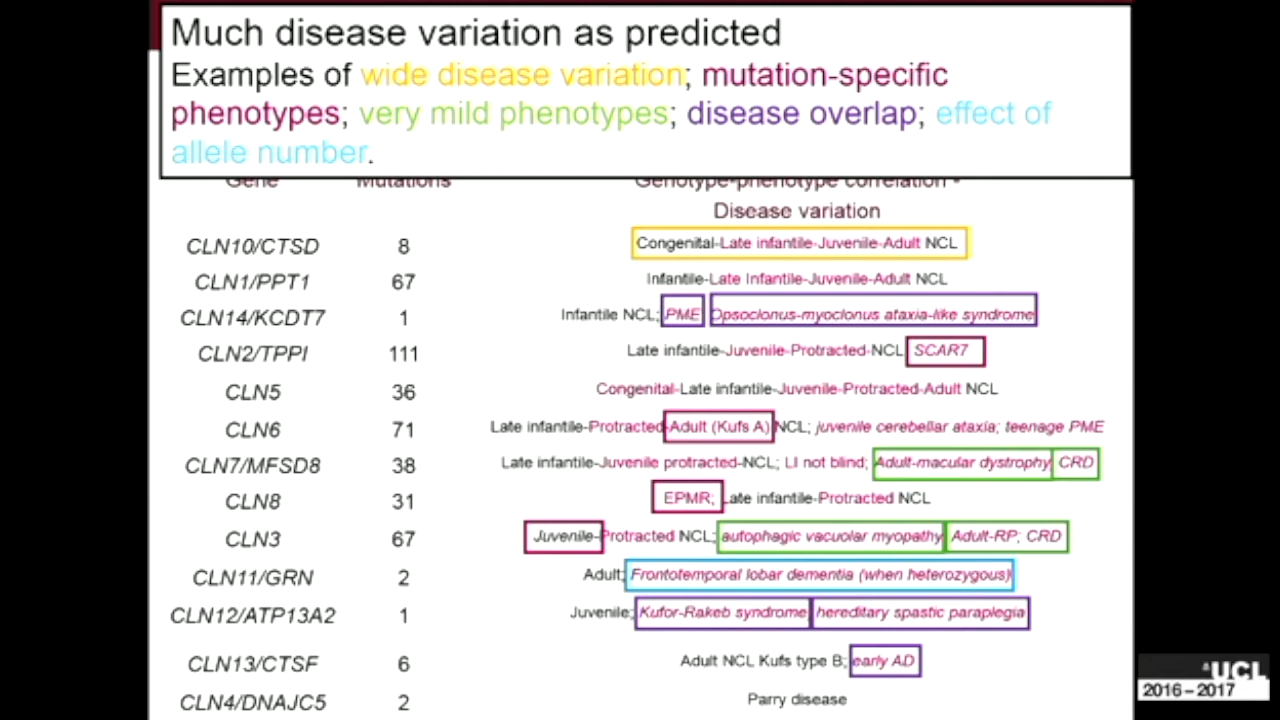 Much disease variation as predicted
Examples of wide disease variation; mutation-specific
phenotypes; very mild phenotypes; disease overlap; effect of
allele number.
Gene Mutations Genotype-phenotype correlation -
Disease variation
CLN10/CTSD 8 Congenital-Late infantile-Juvenile-Adult NCL
CLN1/PPT1 67 Infantile-Late Infantile-Juvenile-Adult NCL
CLN14/KCDT7 1 Infantile NCL; PME Opsoclonus-myoclonus ataxia-like syndrome
CLN2/TPPI 111 Late infantile-Juvenile-Protracted-NCL SCAR7
CLN5 36 Congenital-Late infantile-Juvenile-Protracted-Adult NCL
CLN6 71 Late infantile-Protracted-Adult (Kufs A) NCL; juvenile cerebellar ataxia; teenage PME
CLN7/MFSD8 38 Late infantile-Juvenile protracted-NCL; LI not blind; Adult-macular dystrophy CRD
CLN8 31 EPMR; Late infantile-Protracted NCL
CLN3 67 Juvenile-Protracted NCL; autophagic vacuolar myopathy Adult-RP; CRD
CLN11/GRN 2 Adult; Frontotemporal lobar dementia (when heterozygous)
CLN12/ATP13A2 1 Juvenile; Kufor-Rakeb syndrome hereditary spastic paraplegia
CLN13/CTSF 6 Adult NCL Kufs type B; early AD
CLN4/DNAJC5 2 Parry disease
UCL
2016–2017